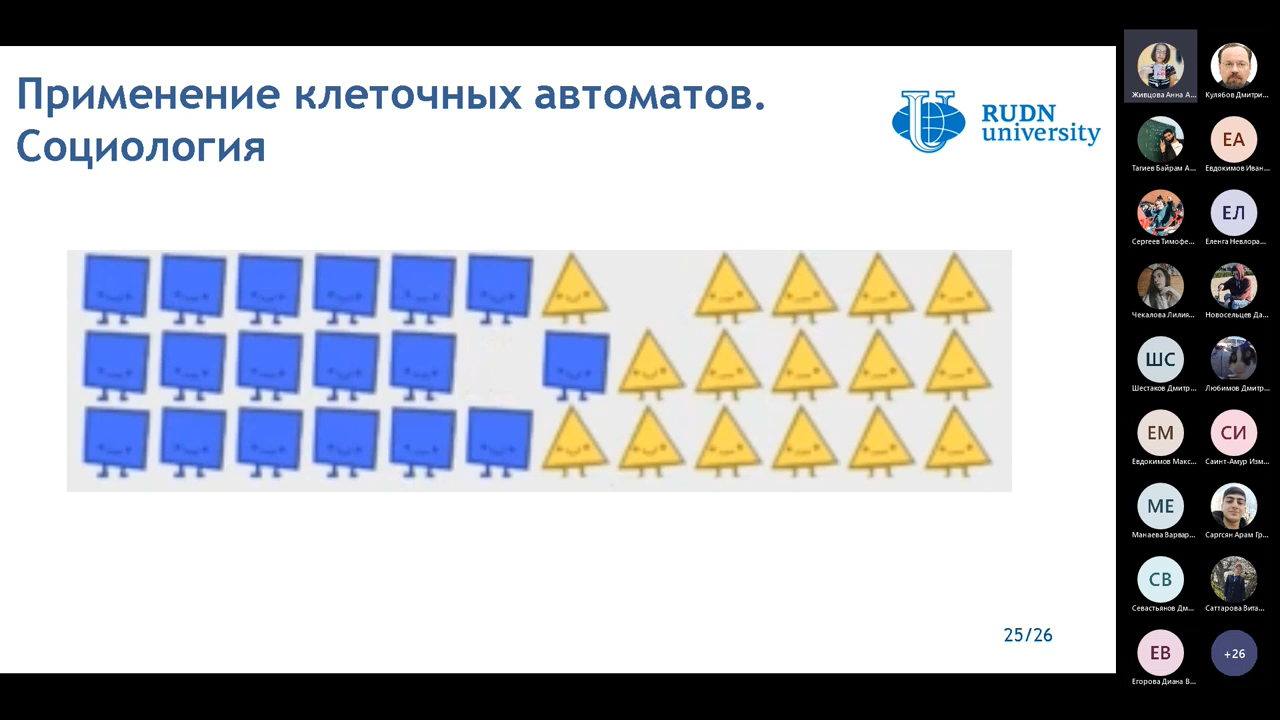 Применение клеточных автоматов.
Социология
RUDN
university
25/26
Живцова Анна А...
Кулябов Дмитри...
Тагиев Байрам А...
ЕА
Евдокимов Иван...
Сергеев Тимофе...
ЕЛ
Еленга Невлора...
Чекалова Лилия...
Новосельцев Да...
ШС
Шестаков Дмитр...
Любимов Дмитр...
ЕМ
Евдокимов Макс...
СИ
Саинт-Амур Изм...
МЕ
Манаева Варвар...
Саргсян Арам Гр...
СВ
Севастьянов Дм...
Саттарова Вита...
ЕВ
Егорова Диана В...
+26